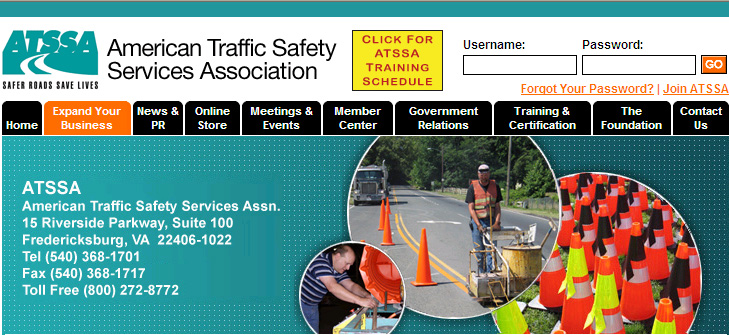 ATSSA
SAFER ROADS SAVE LIVES
American Traffic Safety
Services Association
CLICK FOR
ATSSA
TRAINING
SCHEDULE
Username:
Password:
GO
Forgot Your Password? | Join ATSSA
Home
Expand Your
Business
News &
PR
Online
Store
Meetings &
Events
Member
Center
Government
Relations
Training &
Certification
The
Foundation
Contact
Us
ATSSA
American Traffic Safety Services Assn.
15 Riverside Parkway, Suite 100
Fredericksburg, VA 22406-1022
Tel (540) 368-1701
Fax (540) 368-1717
Toll Free (800) 272-8772